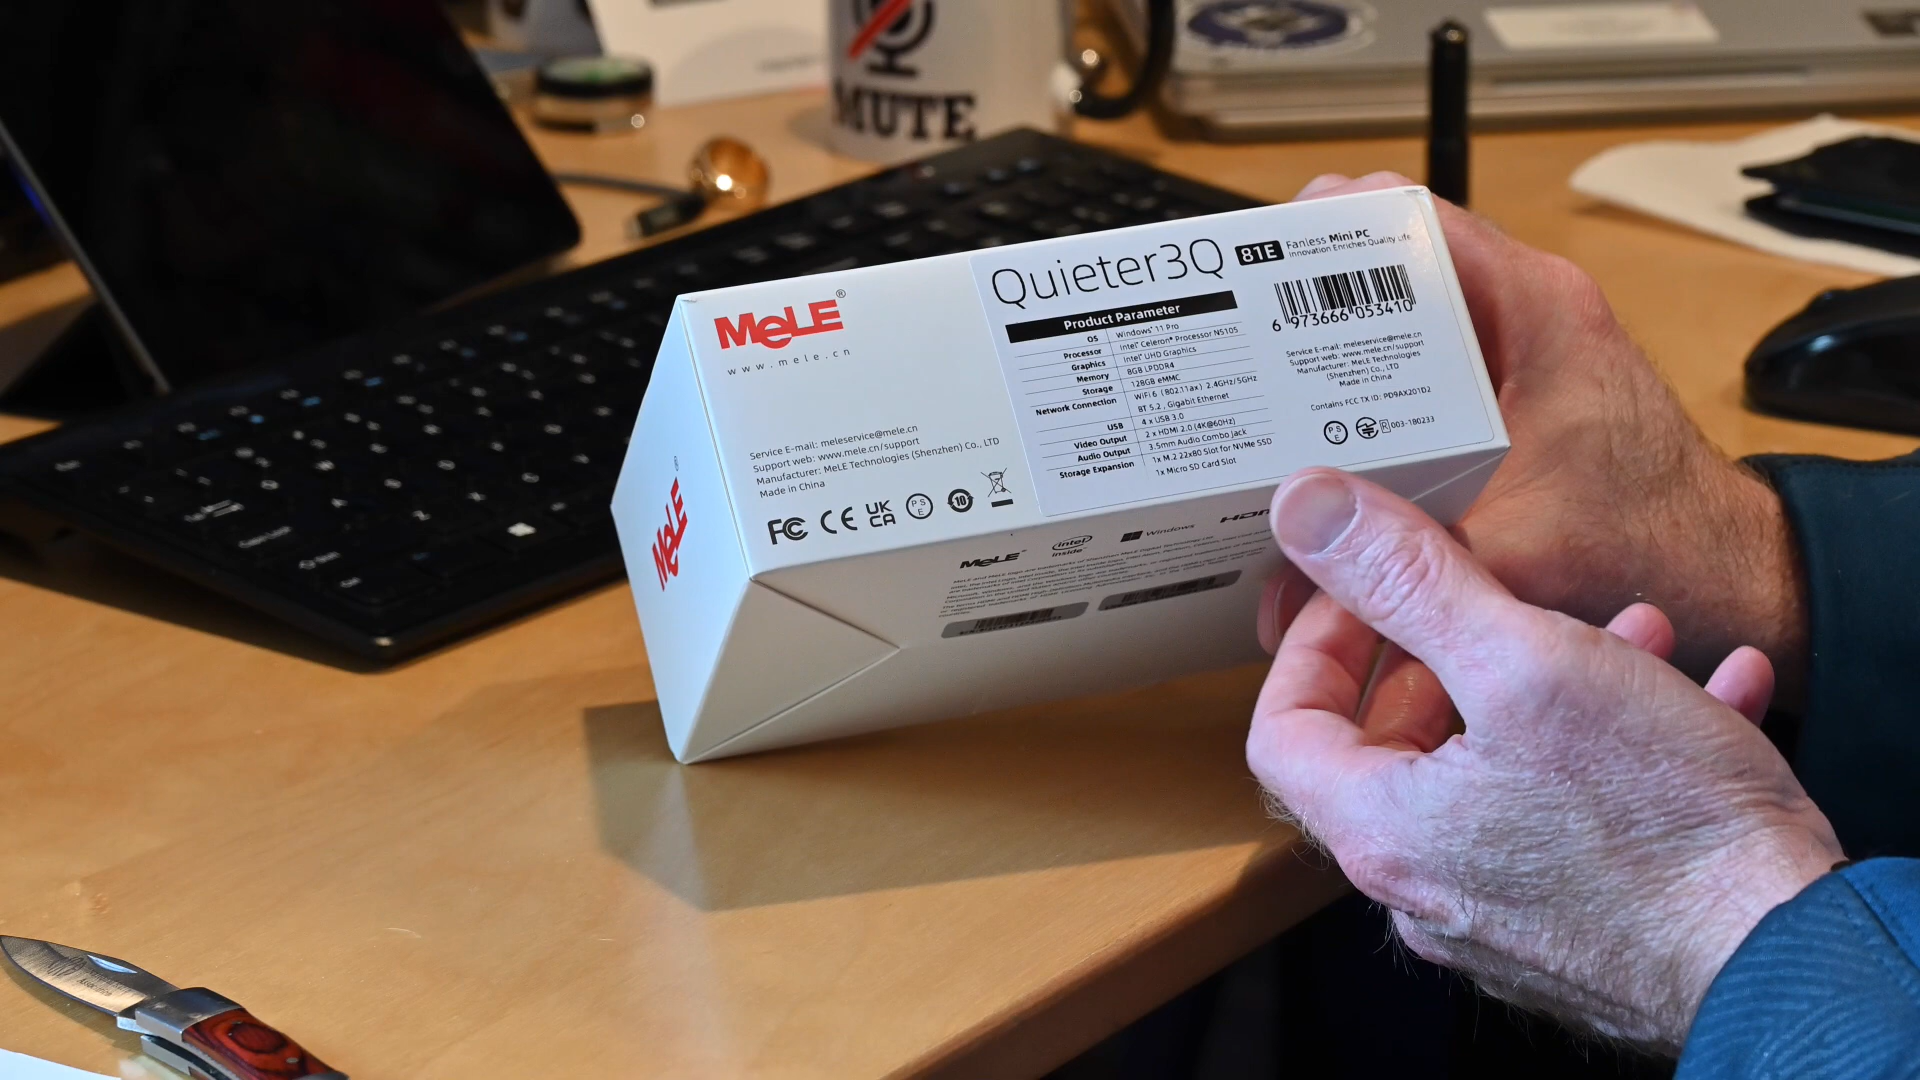 MUTE
MeLE®
www.mele.cn
Service E-mail: meleservice@mele.cn
Support web: www.mele.cn/support
Manufacturer: MeLE Technologies (Shenzhen) Co., LTD
Made in China
FC CE UK CA PSE 10
Quieter3Q 81E Fanless Mini PC
Innovation Enriches Quality Life
Product Parameter
OS Windows® 11 Pro
Processor Intel® Celeron® Processor N5105
Graphics Intel® UHD Graphics
Memory 8GB LPDDR4
Storage 128GB eMMC
Network Connection WiFi 6 (802.11ax) 2.4GHz/5GHz
BT 5.2 , Gigabit Ethernet
USB 4 x USB 3.0
Video Output 2 x HDMI 2.0 (4K@60Hz)
Audio Output 3.5mm Audio Combo Jack
Storage Expansion 1x M.2 22x80 Slot for NVMe SSD
1x Micro SD Card Slot
6 973666 053410
Service E-mail: meleservice@mele.cn
Support web: www.mele.cn/support
Manufacturer: MeLE Technologies
(Shenzhen) Co., LTD
Made in China
Contains FCC TX ID: PD9AX201D2
PSE R 003-180233
MeLE®
MeLE intel inside Windows